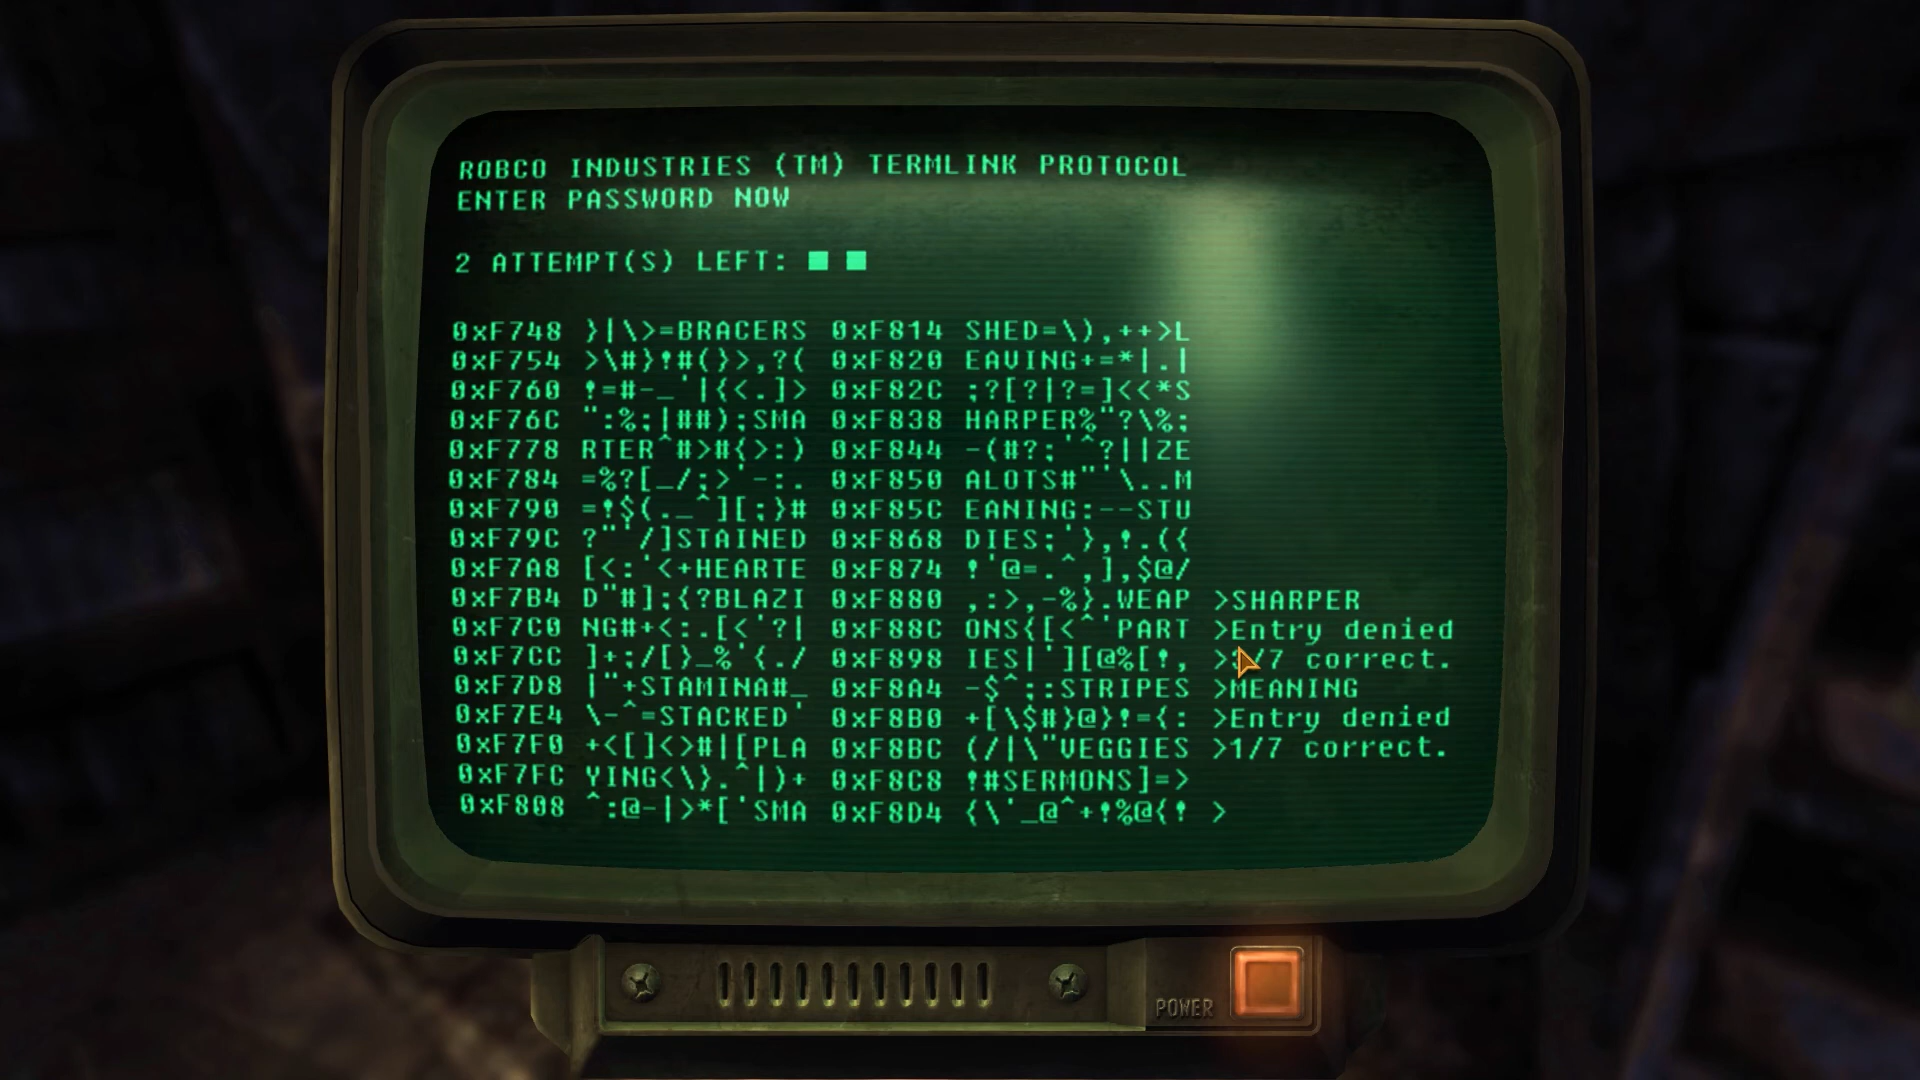 ROBCO INDUSTRIES (TM) TERMLINK PROTOCOL
ENTER PASSWORD NOW
2 ATTEMPT(S) LEFT: ■ ■
0xF748 }|\>=BRACERS 0xF814 SHED=\),++>L
0xF754 >\#}!#(}>,?( 0xF820 EAVING+=*|.|
0xF760 !=#-_'|{<.]> 0xF82C ;?[?|?=]<<*S
0xF76C ":%;|##);SMA 0xF838 HARPER%"?\%;
0xF778 RTER^#>#{>:) 0xF844 -(#?;'^?||ZE
0xF784 =%?[_/;>'-:. 0xF850 ALOTS#"'\..M
0xF790 =!$(._^][;}# 0xF85C EANING:--STU
0xF79C ?"'/]STAINED 0xF868 DIES;'},!.({
0xF7A8 [<:'<+HEARTE 0xF874 !'@=.^,],$@/
0xF7B4 D"#];{?BLAZI 0xF880 ,:>,-%}.WEAP >SHARPER
0xF7C0 NG#+<:.[<'?| 0xF88C ONS{[<^'PART >Entry denied
0xF7CC ]+;/[}_%'{./ 0xF898 IES|'][@%[!, > /7 correct.
0xF7D8 |"+STAMINA#_ 0xF8A4 -$^;:STRIPES >MEANING
0xF7E4 \-^=STACKED' 0xF8B0 +[\$#}@}!={: >Entry denied
0xF7F0 +<[]<>#|[PLA 0xF8BC (/|\"VEGGIES >1/7 correct.
0xF7FC YING<\}.^|)+ 0xF8C8 !#SERMONS]=>
0xF808 ^:@-|>*['SMA 0xF8D4 {\'_@^+!%@{! >
POWER